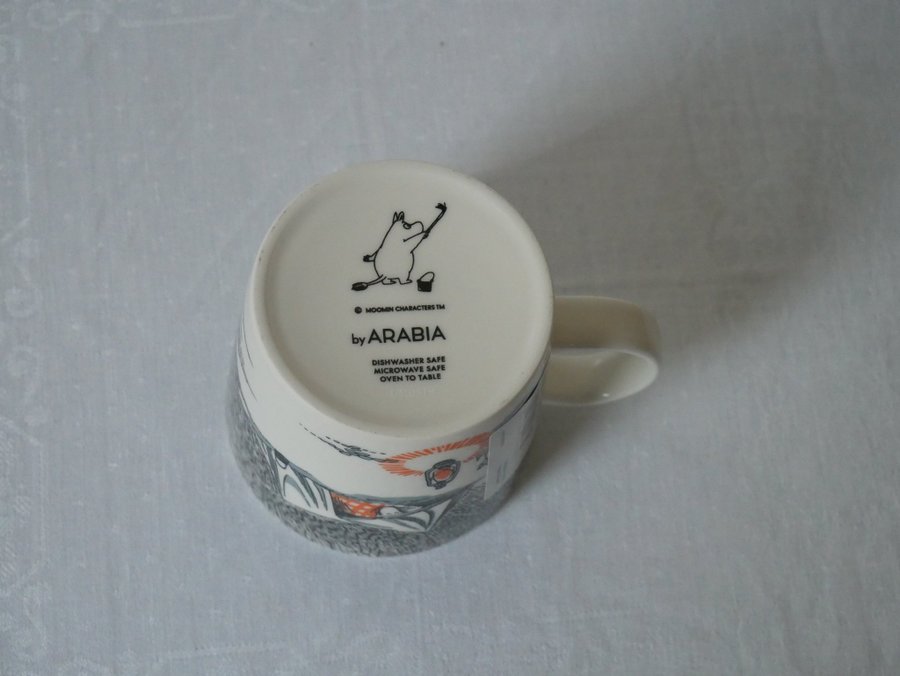 © MOOMIN CHARACTERS TM
by ARABIA
DISHWASHER SAFE
MICROWAVE SAFE
OVEN TO TABLE